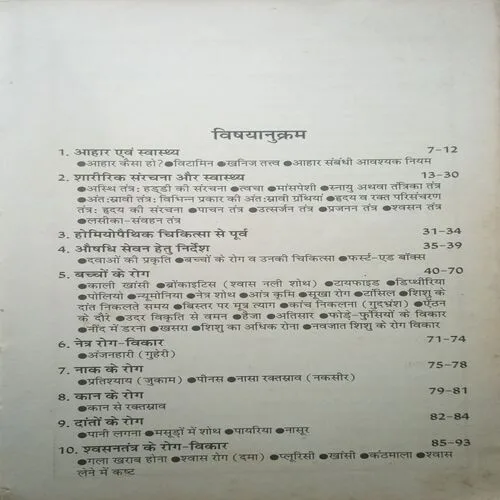 विषयानुक्रम
1. आहार एवं स्वास्थ्य 7-12
●आहार कैसा हो? ●विटामिन ●खनिज तत्त्व ●आहार संबंधी आवश्यक नियम
2. शारीरिक संरचना और स्वास्थ्य 13-30
●अस्थि तंत्र: हड्डी की संरचना ●त्वचा ●मांसपेशी ●स्नायु अथवा तंत्रिका तंत्र
●अंत:स्रावी तंत्र: विभिन्न प्रकार की अंत:स्रावी ग्रंथियां ●हृदय व रक्त परिसंचरण
तंत्र: हृदय की संरचना ●पाचन तंत्र ●उत्सर्जन तंत्र ●प्रजनन तंत्र ●श्वसन तंत्र
●लसीका-संवहन तंत्र
3. होमियोपैथिक चिकित्सा से पूर्व 31-34
4. औषधि सेवन हेतु निर्देश 35-39
●दवाओं की प्रकृति ●बच्चों के रोग व उनकी चिकित्सा ●फर्स्ट-एड बॉक्स
5. बच्चों के रोग 40-70
●काली खांसी ●ब्रोंकाइटिस (श्वास नली शोथ) ●टायफाइड ●डिप्थीरिया
●पोलियो ●न्यूमोनिया ●नेत्र शोथ ●आंत्र कृमि ●सूखा रोग ●टांसिल ●शिशु के
दांत निकलते समय ●बिस्तर पर मूत्र त्याग ●कांच निकलना (गुदभ्रंश) ●ऐंठन
के दौरे ●उदर विकृति से वमन ●हैजा ●अतिसार ●फोड़े-फुंसियों के विकार
●नींद में डरना ●खसरा ●शिशु का अधिक रोना ●नवजात शिशु के रोग विकार
6. नेत्र रोग-विकार 71-74
●अंजनहारी (गुहेरी)
7. नाक के रोग 75-78
●प्रतिश्याय (जुकाम) ●पीनस ●नासा रक्तस्राव (नकसीर)
8. कान के रोग 79-81
●कान से रक्तस्राव
9. दांतों के रोग 82-84
●पानी लगना ●मसूड़ों में शोथ ●पायरिया ●नासूर
10. श्वसनतंत्र के रोग-विकार 85-93
●गला खराब होना ●श्वास रोग (दमा) ●प्लूरिसी ●खांसी ●कंठमाला ●श्वास
लेने में कष्ट